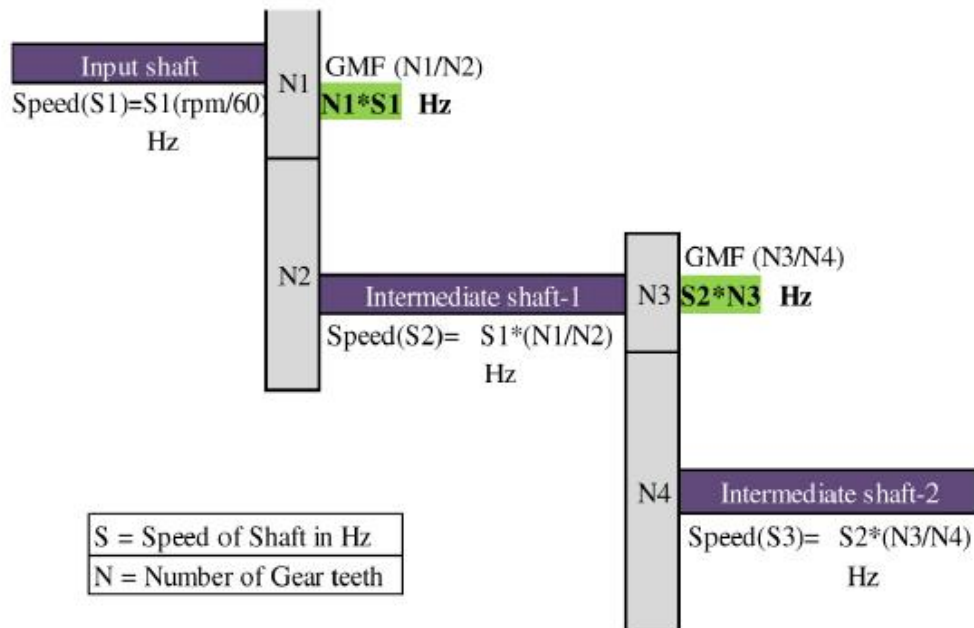 Input shaft
Speed(S1)=S1(rpm/60)
Hz
N1
GMF (N1/N2)
N1*S1 Hz
N2
Intermediate shaft-1
Speed(S2)= S1*(N1/N2)
Hz
N3
GMF (N3/N4)
S2*N3 Hz
N4
Intermediate shaft-2
Speed(S3)= S2*(N3/N4)
Hz
S = Speed of Shaft in Hz
N = Number of Gear teeth